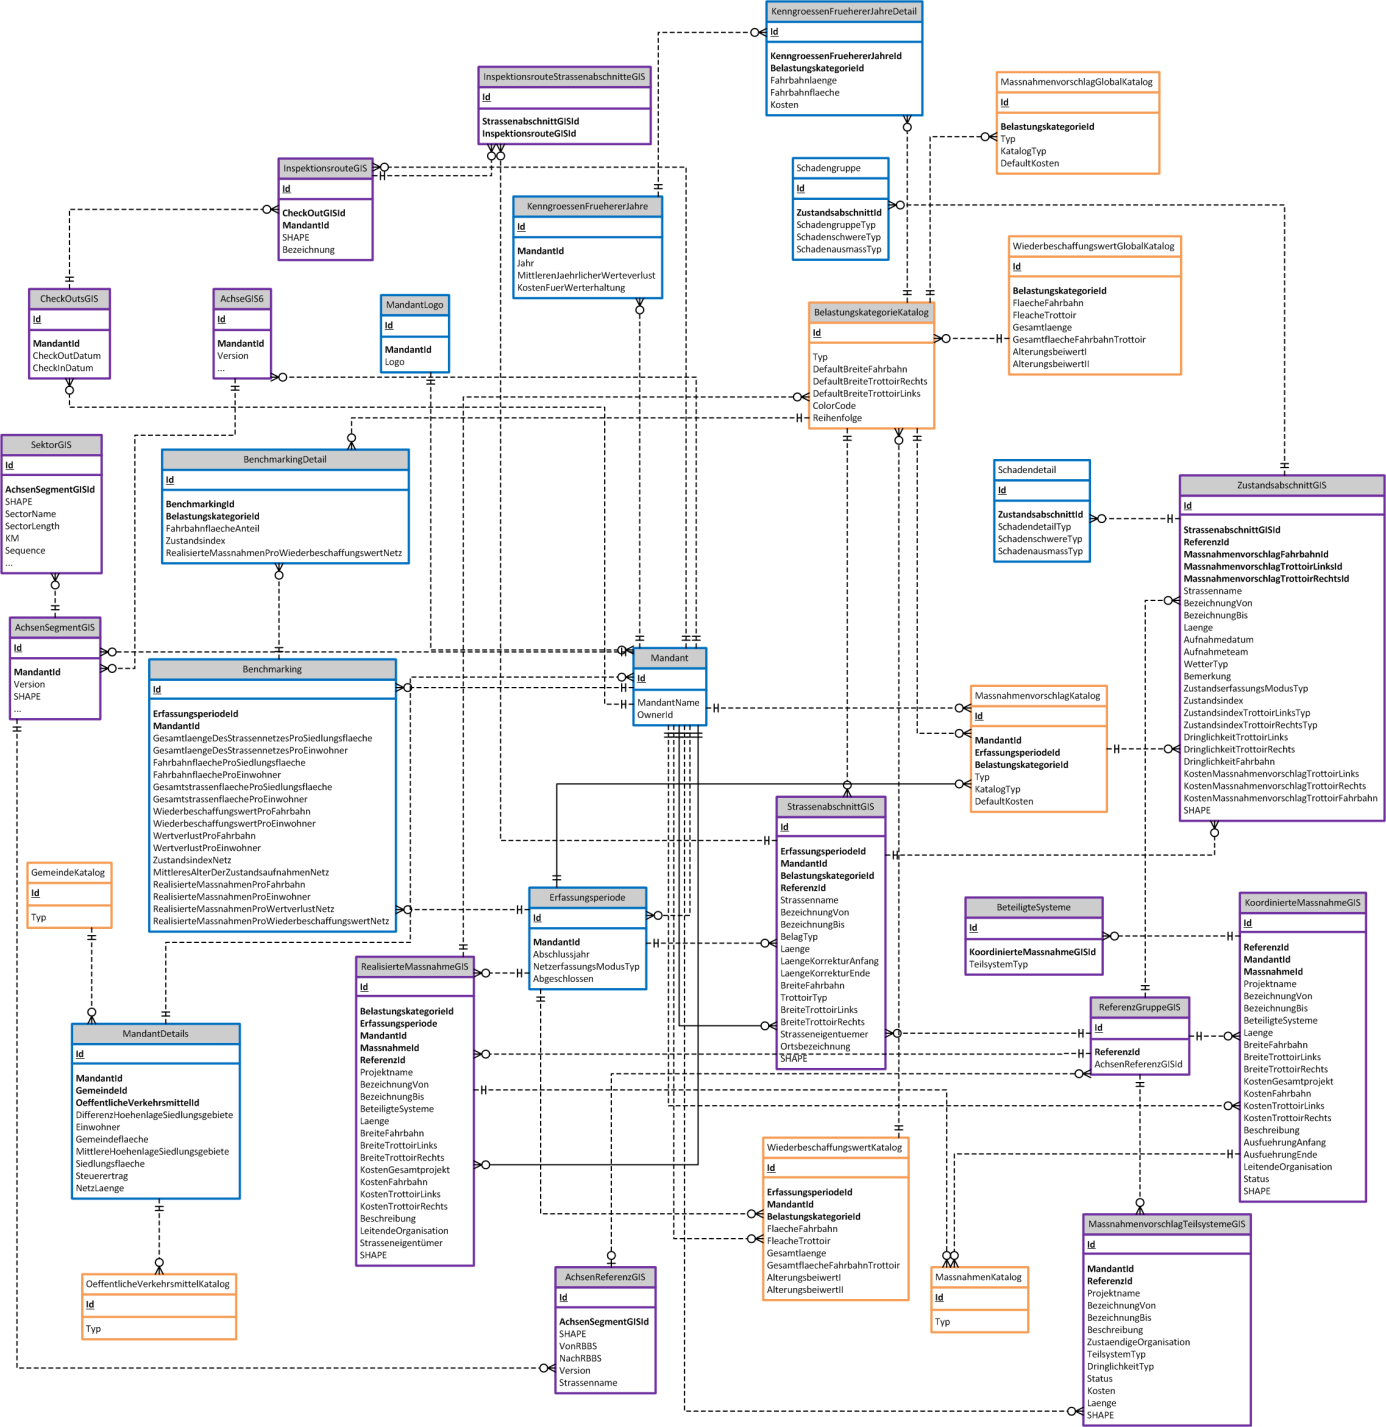 KenngroessenFruehererJahreDetail
Id
KenngroessenFruehererJahreId
BelastungskategorieId
Fahrbahnlaenge
Fahrbahnflaeche
Kosten
InspektionsrouteStrassenabschnitteGIS
Id
StrassenabschnittGISId
InspektionsrouteGISId
MassnahmenvorschlagGlobalKatalog
Id
BelastungskategorieId
Typ
KatalogTyp
DefaultKosten
InspektionsrouteGIS
Id
CheckOutGISId
MandantId
SHAPE
Bezeichnung
Schadengruppe
Id
ZustandsabschnittId
SchadengruppeTyp
SchadenschwereTyp
SchadenausmassTyp
KenngroessenFruehererJahre
Id
MandantId
Jahr
MittlerenJaehrlicherWerteverlust
KostenFuerWerterhaltung
WiederbeschaffungswertGlobalKatalog
Id
BelastungskategorieId
FlaecheFahrbahn
FleacheTrottoir
Gesamtlaenge
GesamtflaecheFahrbahnTrottoir
AlterungsbeiwertI
AlterungsbeiwertII
CheckOutsGIS
Id
MandantId
CheckOutDatum
CheckInDatum
AchseGIS6
Id
MandantId
Version
...
MandantLogo
Id
MandantId
Logo
BelastungskategorieKatalog
Id
Typ
DefaultBreiteFahrbahn
DefaultBreiteTrottoirRechts
DefaultBreiteTrottoirLinks
ColorCode
Reihenfolge
SektorGIS
Id
AchsenSegmentGISId
SHAPE
SectorName
SectorLength
KM
Sequence
...
BenchmarkingDetail
Id
BenchmarkingId
BelastungskategorieId
FahrbahnflaecheAnteil
Zustandsindex
RealisierteMassnahmenProWiederbeschaffungswertNetz
Schadendetail
Id
ZustandsabschnittId
SchadendetailTyp
SchadenschwereTyp
SchadenausmassTyp
ZustandsabschnittGIS
Id
StrassenabschnittGISId
ReferenzId
MassnahmenvorschlagFahrbahnId
MassnahmenvorschlagTrottoirLinksId
MassnahmenvorschlagTrottoirRechtsId
Strassenname
BezeichnungVon
BezeichnungBis
Laenge
Aufnahmedatum
Aufnahmeteam
WetterTyp
Bemerkung
ZustandserfassungsModusTyp
Zustandsindex
ZustandsindexTrottoirLinksTyp
ZustandsindexTrottoirRechtsTyp
DringlichkeitTrottoirLinks
DringlichkeitTrottoirRechts
DringlichkeitFahrbahn
KostenMassnahmenvorschlagTrottoirLinks
KostenMassnahmenvorschlagTrottoirRechts
KostenMassnahmenvorschlagTrottoirFahrbahn
SHAPE
AchsenSegmentGIS
Id
MandantId
Version
SHAPE
...
Benchmarking
Id
ErfassungsperiodeId
MandantId
GesamtlaengeDesStrassennetzesProSiedlungsflaeche
GesamtlaengeDesStrassennetzesProEinwohner
FahrbahnflaecheProSiedlungsflaeche
FahrbahnflaecheProEinwohner
GesamtstrassenflaecheProSiedlungsflaeche
GesamtstrassenflaecheProEinwohner
WiederbeschaffungswertProFahrbahn
WiederbeschaffungswertProEinwohner
WertverlustProFahrbahn
WertverlustProEinwohner
ZustandsindexNetz
MittleresAlterDerZustandsaufnahmenNetz
RealisierteMassnahmenProFahrbahn
RealisierteMassnahmenProEinwohner
RealisierteMassnahmenProWertverlustNetz
RealisierteMassnahmenProWiederbeschaffungswertNetz
Mandant
Id
MandantName
OwnerId
MassnahmenvorschlagKatalog
Id
MandantId
ErfassungsperiodeId
BelastungskategorieId
Typ
KatalogTyp
DefaultKosten
StrassenabschnittGIS
Id
ErfassungsperiodeId
MandantId
BelastungskategorieId
ReferenzId
Strassenname
BezeichnungVon
BezeichnungBis
BelagTyp
Laenge
LaengeKorrekturAnfang
LaengeKorrekturEnde
BreiteFahrbahn
TrottoirTyp
BreiteTrottoirLinks
BreiteTrottoirRechts
Strasseneigentuemer
Ortsbezeichnung
SHAPE
GemeindeKatalog
Id
Typ
Erfassungsperiode
Id
MandantId
Abschlussjahr
NetzerfassungsModusTyp
Abgeschlossen
BeteiligteSysteme
Id
KoordinierteMassnahmeGISId
TeilsystemTyp
KoordinierteMassnahmeGIS
Id
ReferenzId
MandantId
MassnahmeId
Projektname
BezeichnungVon
BezeichnungBis
BeteiligteSysteme
Laenge
BreiteFahrbahn
BreiteTrottoirLinks
BreiteTrottoirRechts
KostenGesamtprojekt
KostenFahrbahn
KostenTrottoirLinks
KostenTrottoirRechts
Beschreibung
AusfuehrungAnfang
AusfuehrungEnde
LeitendeOrganisation
Status
SHAPE
RealisierteMassnahmeGIS
Id
BelastungskategorieId
Erfassungsperiode
MandantId
MassnahmeId
ReferenzId
Projektname
BezeichnungVon
BezeichnungBis
BeteiligteSysteme
Laenge
BreiteFahrbahn
BreiteTrottoirLinks
BreiteTrottoirRechts
KostenGesamtprojekt
KostenFahrbahn
KostenTrottoirLinks
KostenTrottoirRechts
Beschreibung
LeitendeOrganisation
Strasseneigentümer
SHAPE
ReferenzGruppeGIS
Id
ReferenzId
AchsenReferenzGISId
MandantDetails
Id
MandantId
GemeindeId
OeffentlicheVerkehrsmittelId
DifferenzHoehenlageSiedlungsgebiete
Einwohner
Gemeindeflaeche
MittlereHoehenlageSiedlungsgebiete
Siedlungsflaeche
Steuerertrag
NetzLaenge
WiederbeschaffungswertKatalog
Id
ErfassungsperiodeId
MandantId
BelastungskategorieId
FlaecheFahrbahn
FleacheTrottoir
Gesamtlaenge
GesamtflaecheFahrbahnTrottoir
AlterungsbeiwertI
AlterungsbeiwertII
MassnahmenvorschlagTeilsystemeGIS
Id
MandantId
ReferenzId
Projektname
BezeichnungVon
BezeichnungBis
Beschreibung
ZustaendigeOrganisation
TeilsystemTyp
DringlichkeitTyp
Status
Kosten
Laenge
SHAPE
OeffentlicheVerkehrsmittelKatalog
Id
Typ
AchsenReferenzGIS
Id
AchsenSegmentGISId
SHAPE
VonRBBS
NachRBBS
Version
Strassenname
MassnahmenKatalog
Id
Typ